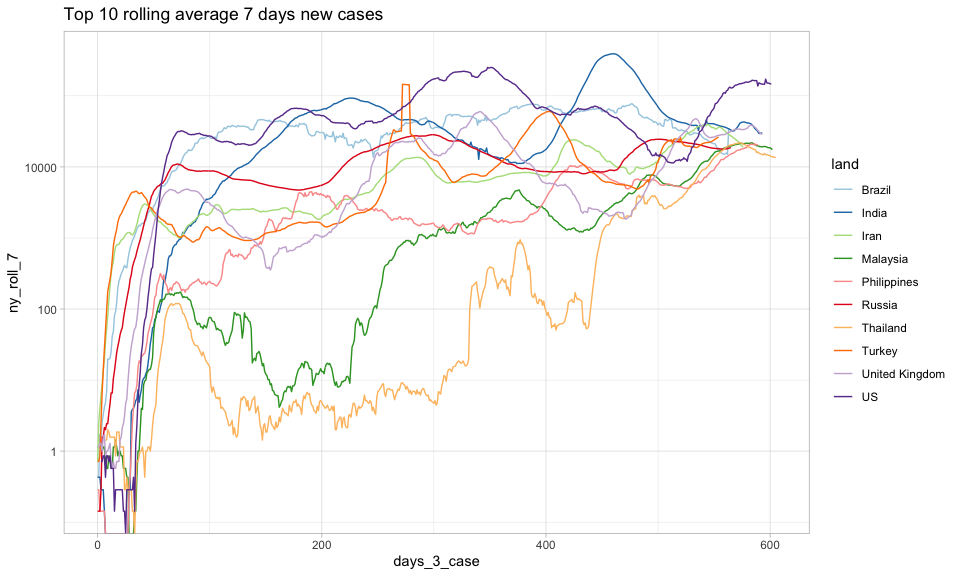 Top 10 rolling average 7 days new cases
ny_roll_7
10000
100
1
0
200
400
600
days_3_case
land
Brazil
India
Iran
Malaysia
Philippines
Russia
Thailand
Turkey
United Kingdom
US